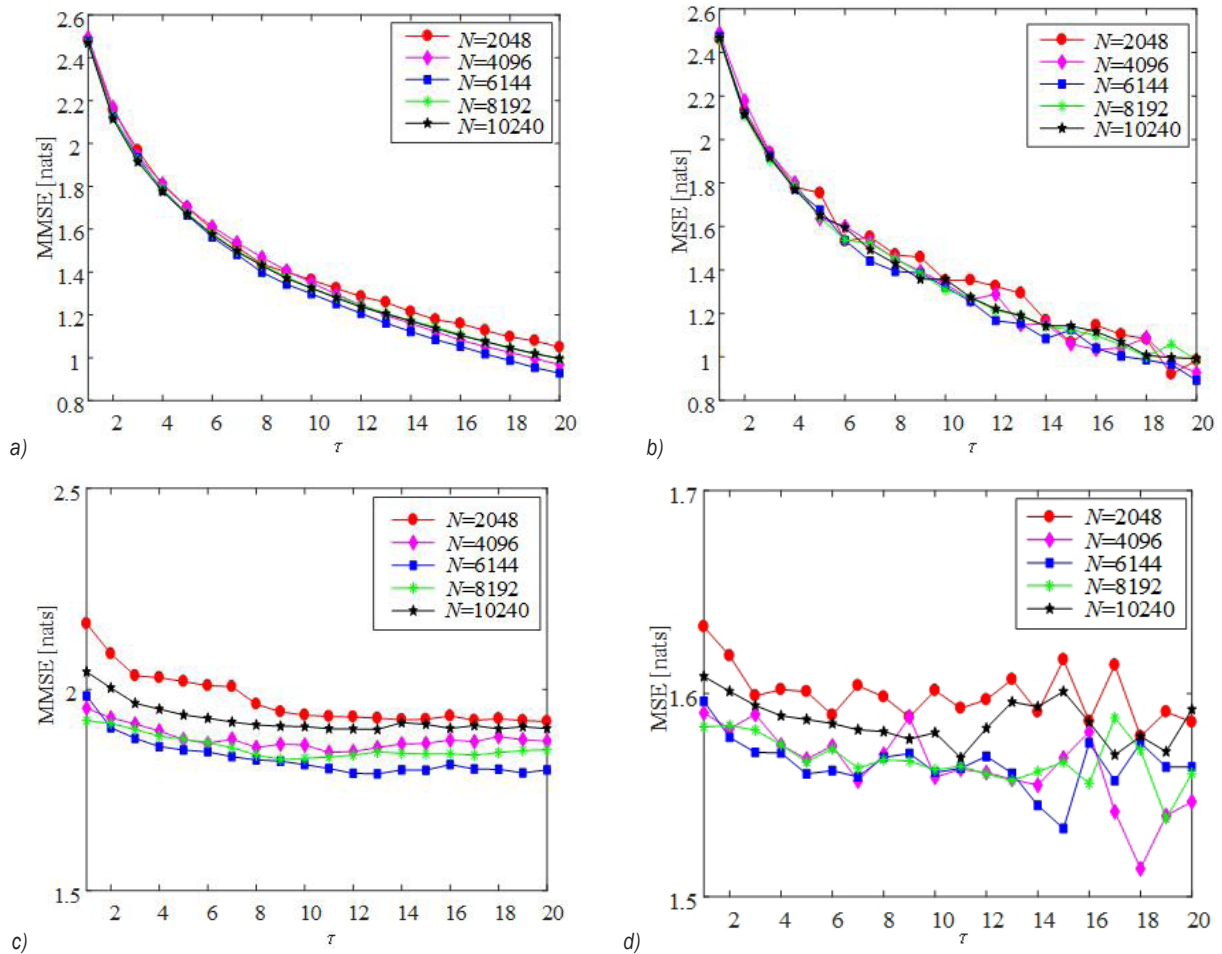 2.6
2.4
2.2
2
1.8
1.6
1.4
1.2
1
0.8
MMSE [nats]
N=2048
N=4096
N=6144
N=8192
N=10240
2 4 6 8 10 12 14 16 18 20
τ
a)
2.6
2.4
2.2
2
1.8
1.6
1.4
1.2
1
0.8
MSE [nats]
N=2048
N=4096
N=6144
N=8192
N=10240
2 4 6 8 10 12 14 16 18 20
τ
b)
2.5
2
1.5
MMSE [nats]
N=2048
N=4096
N=6144
N=8192
N=10240
2 4 6 8 10 12 14 16 18 20
τ
c)
1.7
1.6
1.5
MSE [nats]
N=2048
N=4096
N=6144
N=8192
N=10240
2 4 6 8 10 12 14 16 18 20
τ
d)